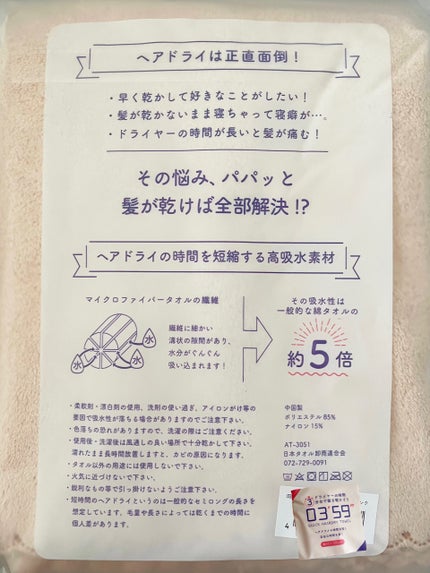 ヘアドライは正直面倒！
・早く乾かして好きなことがしたい！
・髪が乾かないまま寝ちゃって寝癖が…。
・ドライヤーの時間が長いと髪が痛む！
その悩み、パパッと
髪が乾けば全部解決!?
ヘアドライの時間を短縮する高吸水素材
マイクロファイバータオルの繊維
水
水
水
繊維に細かい
溝状の隙間があり、
水分がぐんぐん
吸い込まれます！
その吸水性は
一般的な綿タオルの
約5倍
・柔軟剤・漂白剤の使用、洗剤の使い過ぎ、アイロンがけ等の
要因で吸水性が落ちる場合がありますのでご注意下さい。
・色落ちの恐れがありますので、洗濯の際はご注意ください。
・使用後・洗濯後は風通しの良い場所で十分乾かして下さい。
濡れたまま長時間放置しますと、カビの原因になります。
・タオル以外の用途には使用しないで下さい。
・火気に近づけないで下さい。
・鋭利なもの等で引っ掛けないようご注意下さい。
・短時間のヘアドライというのは一般的なセミロングの長さを
想定しています。毛量や長さによっては乾くまでの時間に
個人差があります。
中国製
ポリエステル85%
ナイロン15%
AT-3051
日本タオル卸商連合会
072-729-0091
03'59"
QUICK HAIRDRY TOWEL